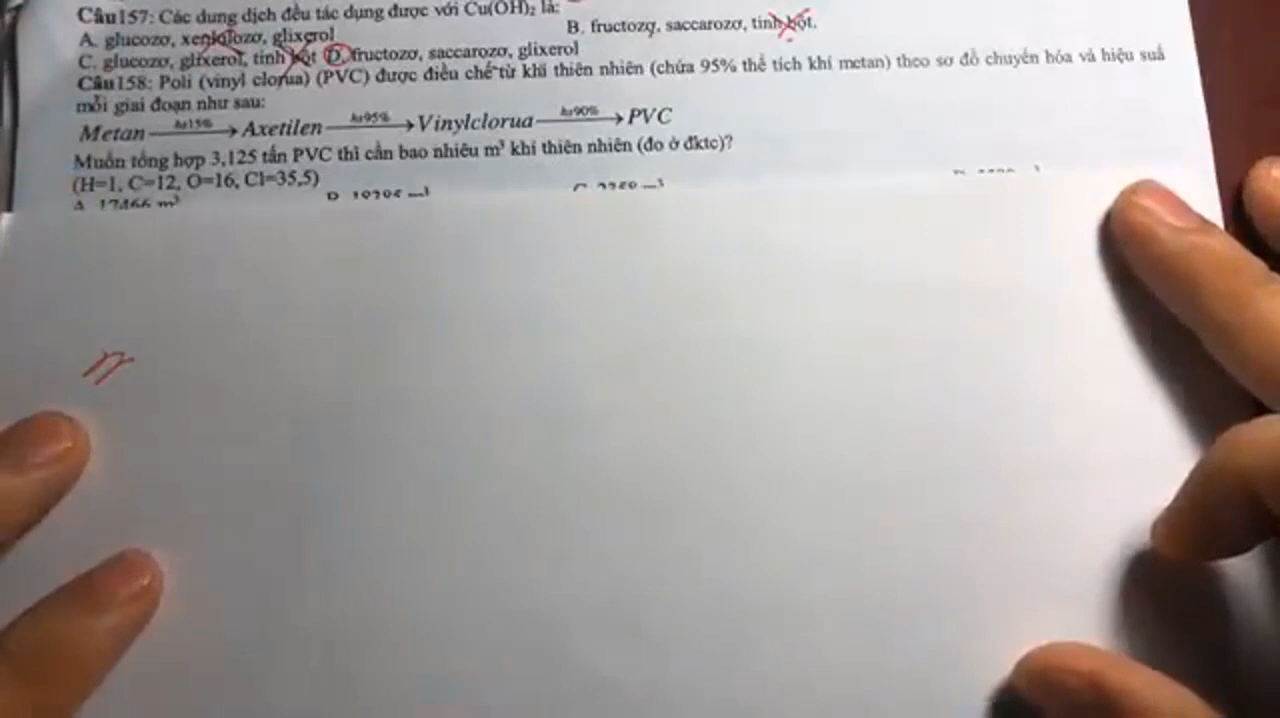 Câu157: Các dung dịch đều tác dụng được với Cu(OH)₂ là:
A. glucozơ, xenlulozơ, glixerol B. fructozơ, saccarozơ, tinh bột.
C. glucozơ, glixerol, tinh bột D. fructozơ, saccarozơ, glixerol
Câu158: Poli (vinyl clorua) (PVC) được điều chế từ khí thiên nhiên (chứa 95% thể tích khí metan) theo sơ đồ chuyển hóa và hiệu suất
mỗi giai đoạn như sau:
Metan hs15% → Axetilen hs95% → Vinylclorua hs90% → PVC
Muốn tổng hợp 3,125 tấn PVC thì cần bao nhiêu m³ khí thiên nhiên (đo ở đktc)?
(H=1, C=12, O=16, Cl=35,5)